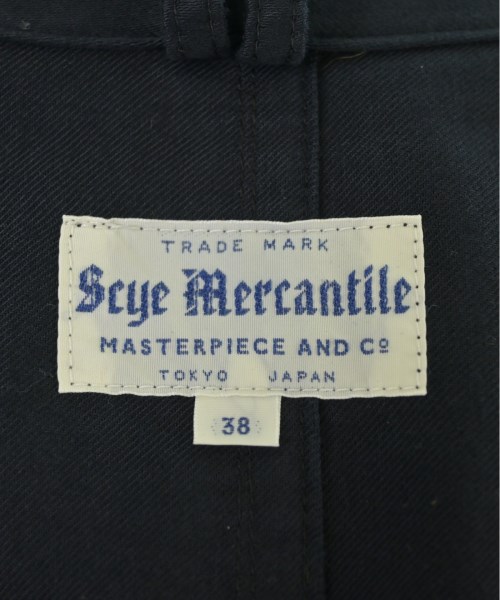 TRADE MARK
Scye Mercantile
MASTERPIECE AND Cº
TOKYO JAPAN
38